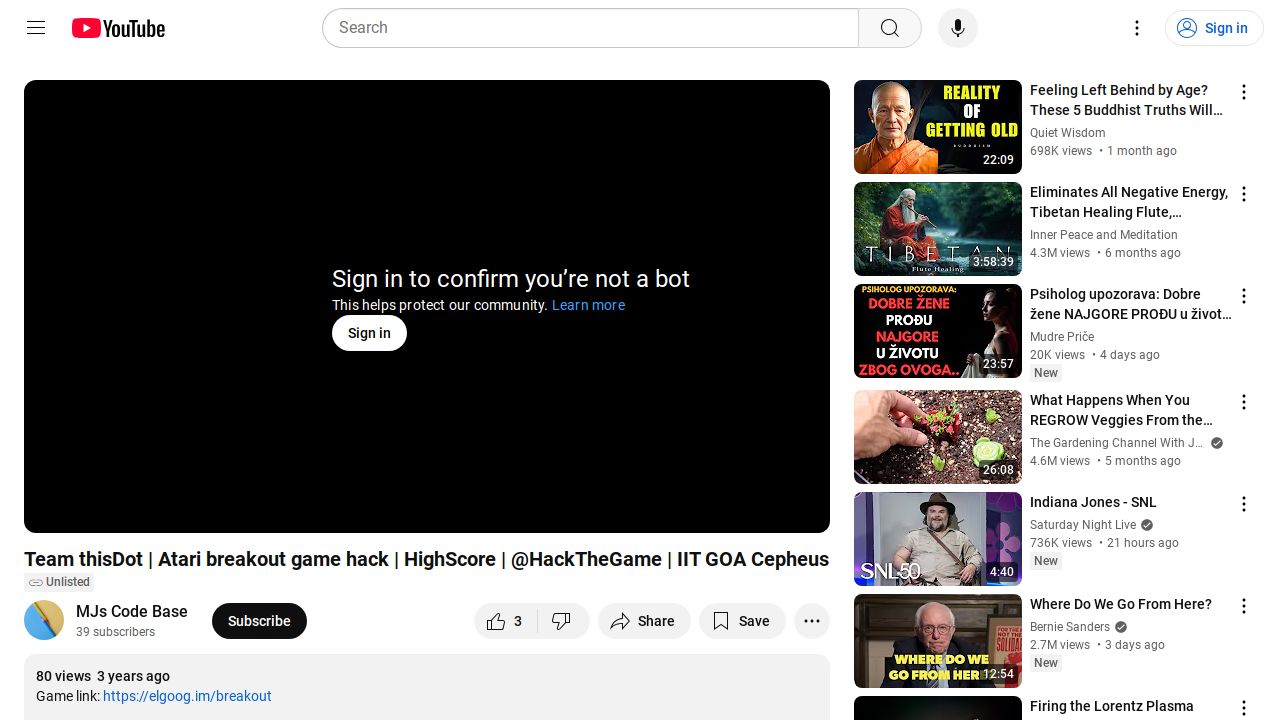 YouTube
Search
Sign in
Sign in to confirm you’re not a bot
This helps protect our community. Learn more
Sign in
Team thisDot | Atari breakout game hack | HighScore | @HackTheGame | IIT GOA Cepheus
Unlisted
MJs Code Base
39 subscribers
Subscribe
3
Share
Save
80 views  3 years ago
Game link: https://elgoog.im/breakout
REALITY
OF
GETTING OLD
BUDDHISM
22:09
Feeling Left Behind by Age?
These 5 Buddhist Truths Will…
Quiet Wisdom
698K views • 1 month ago
TIBETAN
Flute Healing
3:58:39
Eliminates All Negative Energy,
Tibetan Healing Flute,…
Inner Peace and Meditation
4.3M views • 6 months ago
PSIHOLOG UPOZORAVA:
DOBRE ŽENE
PROĐU
NAJGORE
U ŽIVOTU
ZBOG OVOGA..
23:57
Psiholog upozorava: Dobre
žene NAJGORE PROĐU u život…
Mudre Priče
20K views • 4 days ago
New
26:08
What Happens When You
REGROW Veggies From the…
The Gardening Channel With J…
4.6M views • 5 months ago
SNL50
4:40
Indiana Jones - SNL
Saturday Night Live
736K views • 21 hours ago
New
WHERE DO WE
GO FROM HERE
12:54
Where Do We Go From Here?
Bernie Sanders
2.7M views • 3 days ago
New
Firing the Lorentz Plasma